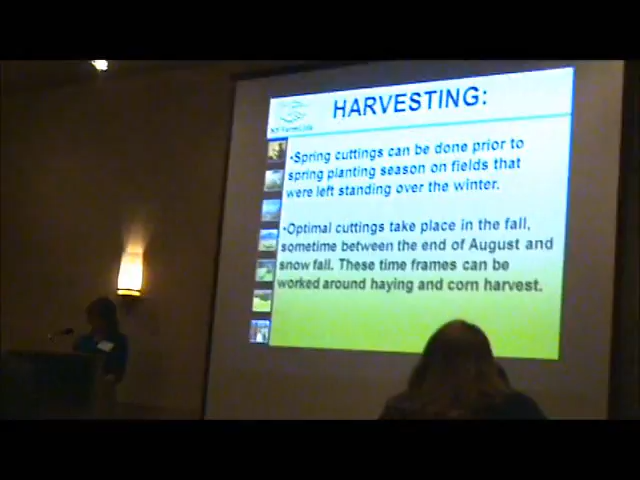 HARVESTING:
NY FarmLink
•Spring cuttings can be done prior to
spring planting season on fields that
were left standing over the winter.
•Optimal cuttings take place in the fall,
sometime between the end of August and
snow fall. These time frames can be
worked around haying and corn harvest.